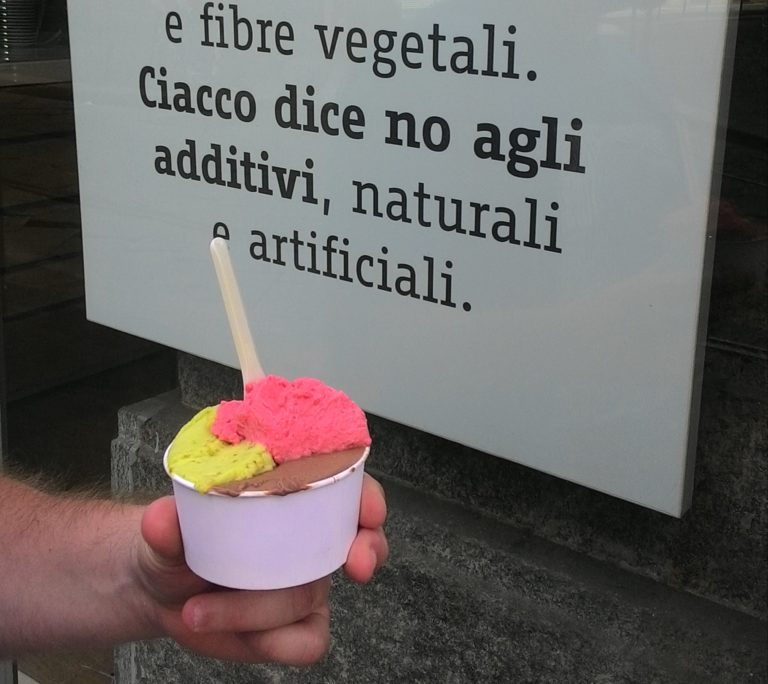 e fibre vegetali.
Ciacco dice no agli
additivi, naturali
e artificiali.